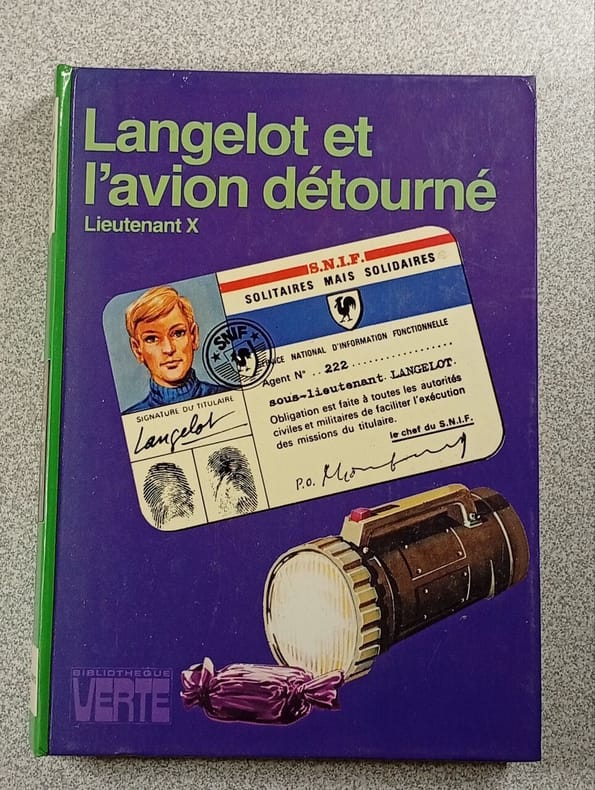 Langelot et
l'avion détourné
Lieutenant X
S.N.I.F.
SOLITAIRES MAIS SOLIDAIRES
SNIF
SERVICE NATIONAL D'INFORMATION FONCTIONNELLE
Agent N° ..222.................
sous-lieutenant LANGELOT.
Obligation est faite à toutes les autorités
civiles et militaires de faciliter l'exécution
des missions du titulaire.
le chef du S.N.I.F.
P.O.
SIGNATURE DU TITULAIRE
Langelot
BIBLIOTHEQUE
VERTE